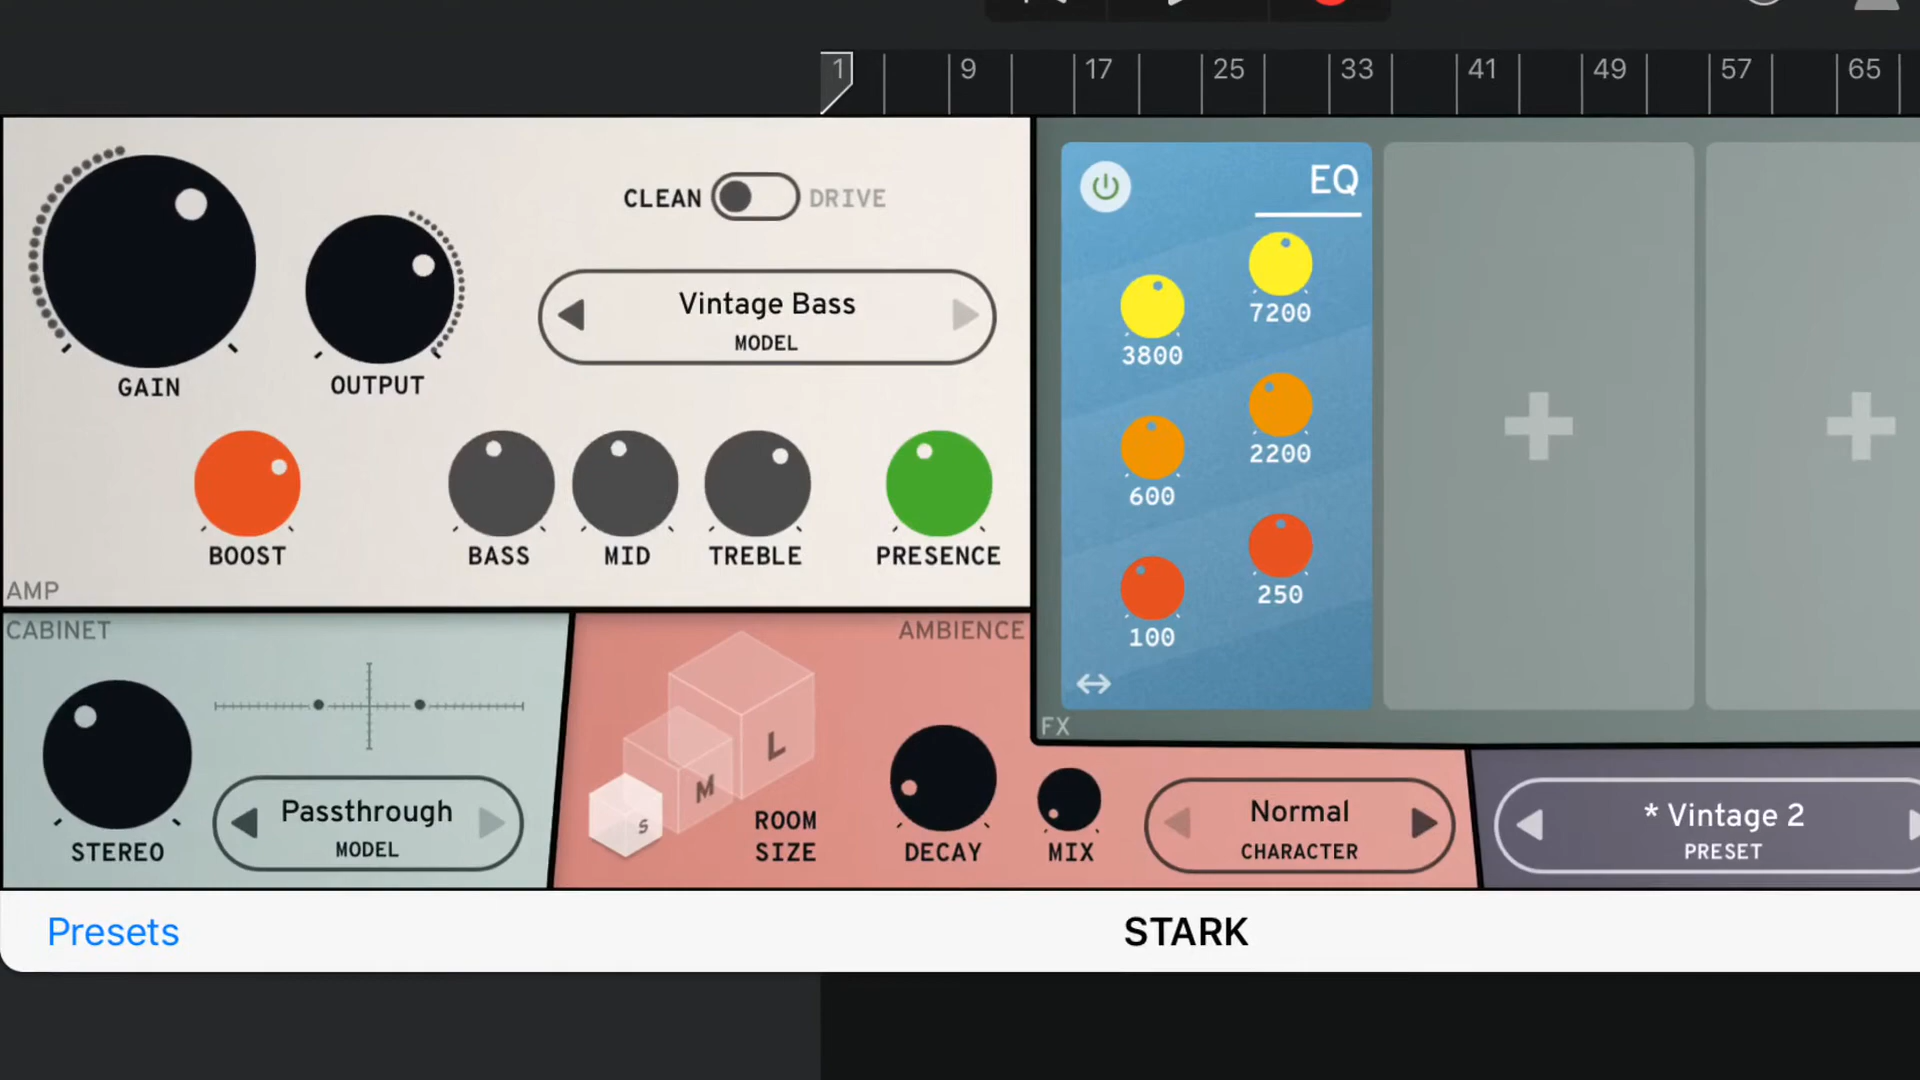 1 9 17 25 33 41 49 57 65
CLEAN DRIVE
Vintage Bass
MODEL
GAIN OUTPUT
BOOST BASS MID TREBLE PRESENCE
AMP
EQ
7200
3800
2200
600
250
100
FX
CABINET
STEREO
Passthrough
MODEL
AMBIENCE
L
M
S
ROOM
SIZE
DECAY MIX
Normal
CHARACTER
* Vintage 2
PRESET
Presets STARK